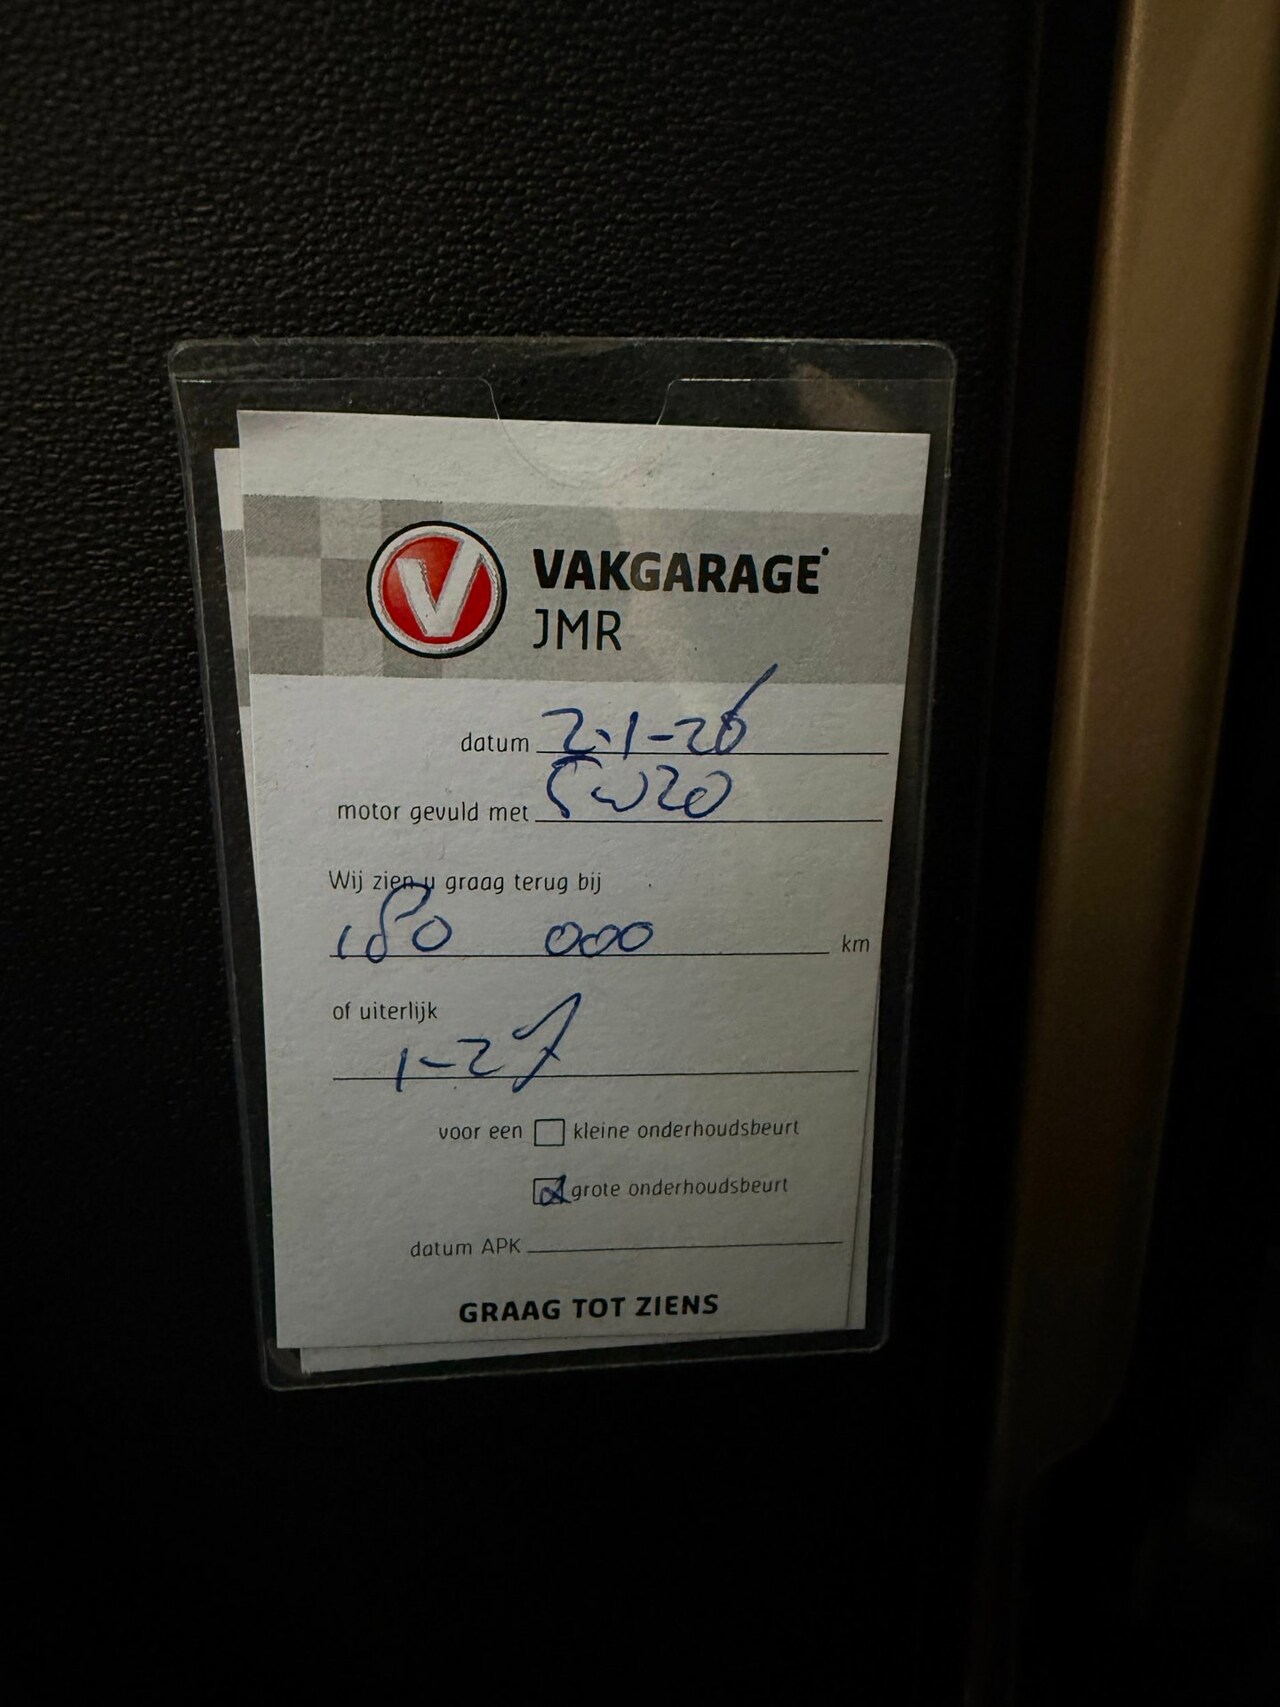 VAKGARAGE
JMR
datum 2-1-26
motor gevuld met 5w20
Wij zien u graag terug bij
180 000 km
of uiterlijk
1-27
voor een kleine onderhoudsbeurt
grote onderhoudsbeurt
datum APK
GRAAG TOT ZIENS